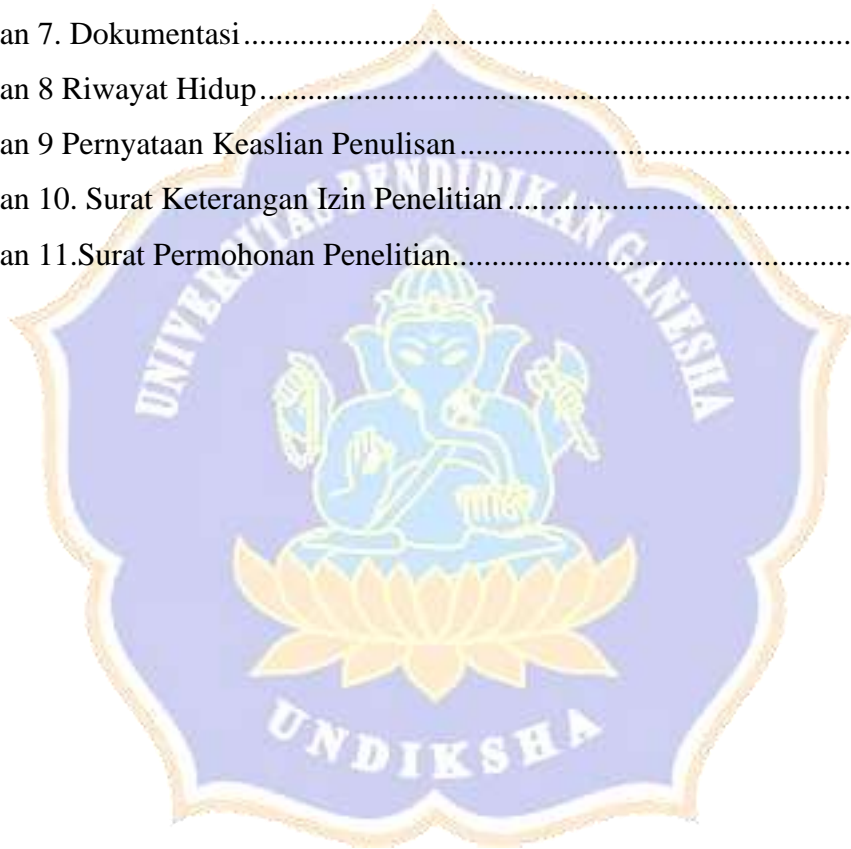 an 7. Dokumentasi................................................................................
an 8 Riwayat Hidup................................................................................
an 9 Pernyataan Keaslian Penulisan....................................................
an 10. Surat Keterangan Izin Penelitian..............................................
an 11.Surat Permohonan Penelitian......................................................
UNIVERSITAS PENDIDIKAN GANESHA
UNDIKSHA